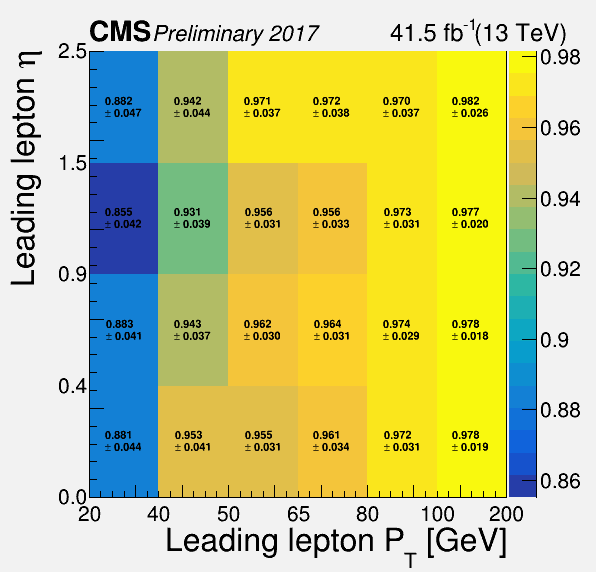 CMS Preliminary 2017 41.5 fb-1(13 TeV)
Leading lepton η
2.5
1.5
0.9
0.4
0.0
0.882 0.942 0.971 0.972 0.970 0.982
± 0.047 ± 0.044 ± 0.037 ± 0.038 ± 0.037 ± 0.026
0.855 0.931 0.956 0.956 0.973 0.977
± 0.042 ± 0.039 ± 0.031 ± 0.033 ± 0.031 ± 0.020
0.883 0.943 0.962 0.964 0.974 0.978
± 0.041 ± 0.037 ± 0.030 ± 0.031 ± 0.029 ± 0.018
0.881 0.953 0.955 0.961 0.972 0.978
± 0.044 ± 0.041 ± 0.031 ± 0.034 ± 0.031 ± 0.019
20 40 50 65 80 100 200
Leading lepton PT [GeV]
0.98
0.96
0.94
0.92
0.9
0.88
0.86